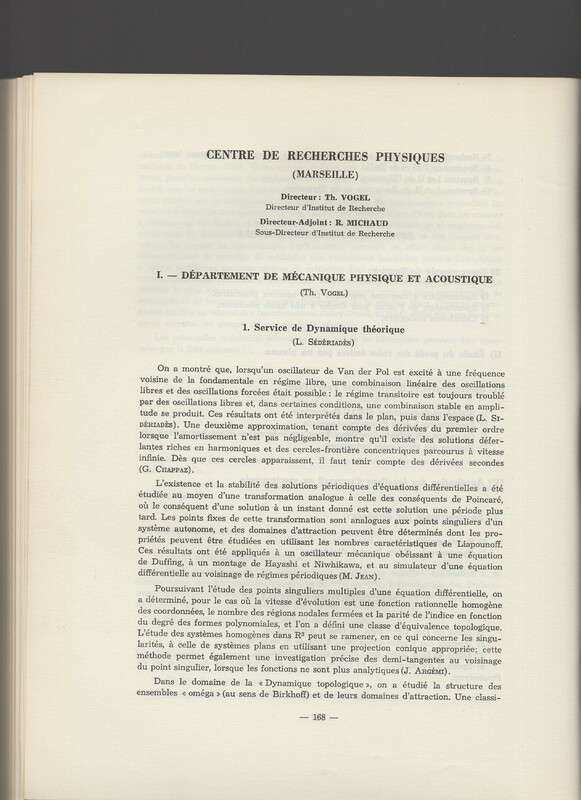 CENTRE DE RECHERCHES PHYSIQUES
(MARSEILLE)
Directeur : Th. VOGEL
Directeur d'Institut de Recherche
Directeur-Adjoint : R. MICHAUD
Sous-Directeur d'Institut de Recherche
I. — DÉPARTEMENT DE MÉCANIQUE PHYSIQUE ET ACOUSTIQUE
(Th. VOGEL)
1. Service de Dynamique théorique
(L. SÉDÉRIADÈS)
On a montré que, lorsqu'un oscillateur de Van der Pol est excité à une fréquence
voisine de la fondamentale en régime libre, une combinaison linéaire des oscillations
libres et des oscillations forcées était possible : le régime transitoire est toujours troublé
par des oscillations libres et, dans certaines conditions, une combinaison stable en ampli-
tude se produit. Ces résultats ont été interprétés dans le plan, puis dans l'espace (L. SI-
DÉRIADÈS). Une deuxième approximation, tenant compte des dérivées du premier ordre
lorsque l'amortissement n'est pas négligeable, montre qu'il existe des solutions défer-
lantes riches en harmoniques et des cercles-frontière concentriques parcourus à vitesse
infinie. Dès que ces cercles apparaissent, il faut tenir compte des dérivées secondes
(G. CHAPPAZ).
L'existence et la stabilité des solutions périodiques d'équations différentielles a été
étudiée au moyen d'une transformation analogue à celle des conséquents de Poincaré,
où le conséquent d'une solution à un instant donné est cette solution une période plus
tard. Les points fixes de cette transformation sont analogues aux points singuliers d'un
système autonome, et des domaines d'attraction peuvent être déterminés dont les pro-
priétés peuvent être étudiées en utilisant les nombres caractéristiques de Liapounoff.
Ces résultats ont été appliqués à un oscillateur mécanique obéissant à une équation
de Duffing, à un montage de Hayashi et Niwhikawa, et au simulateur d'une équation
différentielle au voisinage de régimes périodiques (M. JEAN).
Poursuivant l'étude des points singuliers multiples d'une équation différentielle, on
a déterminé, pour le cas où la vitesse d'évolution est une fonction rationnelle homogène
des coordonnées, le nombre des régions nodales fermées et la parité de l'indice en fonction
du degré des formes polynomiales, et l'on a défini une classe d'équivalence topologique.
L'étude des systèmes homogènes dans R³ peut se ramener, en ce qui concerne les singu-
larités, à celle de systèmes plans en utilisant une projection conique appropriée; cette
méthode permet également une investigation précise des demi-tangentes au voisinage
du point singulier, lorsque les fonctions ne sont plus analytiques (J. ARGÉMI).
Dans le domaine de la « Dynamique topologique », on a étudié la structure des
ensembles « oméga » (au sens de Birkhoff) et de leurs domaines d'attraction. Une classi-
— 168 —